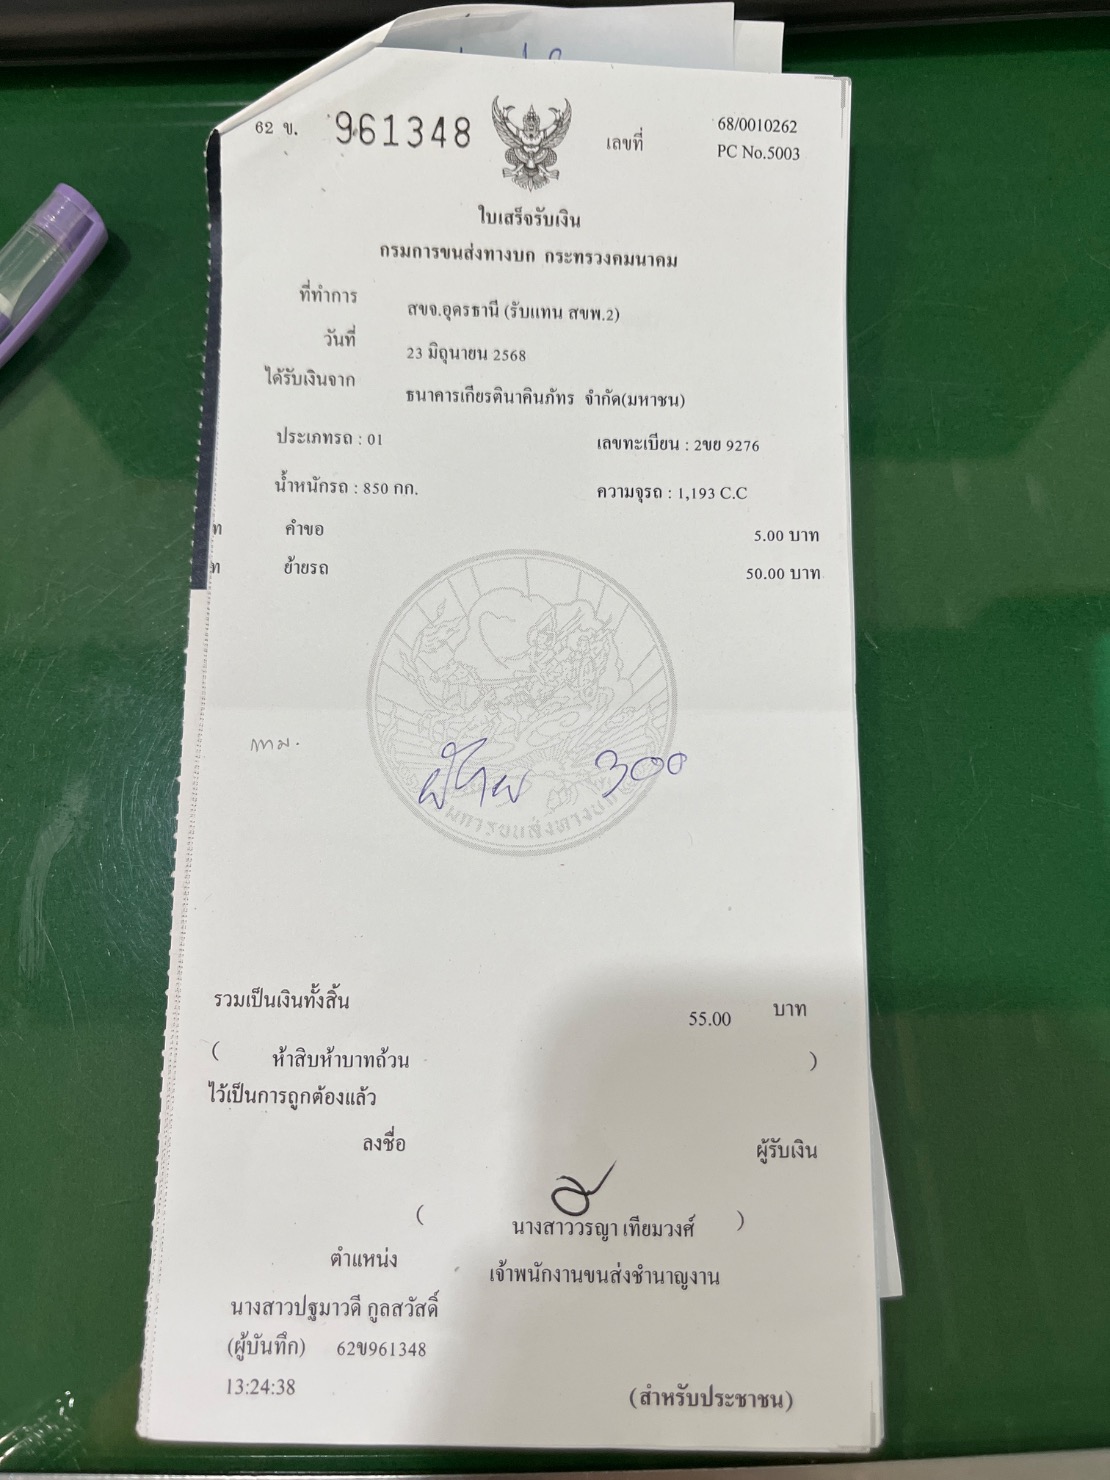 62 ข. 961348 เลขที่ 68/0010262
PC No.5003
ใบเสร็จรับเงิน
กรมการขนส่งทางบก กระทรวงคมนาคม
ที่ทำการ สขจ.อุดรธานี (รับแทน สขพ.2)
วันที่ 23 มิถุนายน 2568
ได้รับเงินจาก ธนาคารเกียรตินาคินภัทร จำกัด(มหาชน)
ประเภทรถ : 01 เลขทะเบียน : 2ขย 9276
น้ำหนักรถ : 850 กก. ความจุรถ : 1,193 C.C
ท คำขอ 5.00 บาท
ท ย้ายรถ 50.00 บาท
กทม.
300
รวมเป็นเงินทั้งสิ้น 55.00 บาท
( ห้าสิบห้าบาทถ้วน )
ไว้เป็นการถูกต้องแล้ว
ลงชื่อ ผู้รับเงิน
( นางสาววรญา เทียมวงศ์ )
ตำแหน่ง เจ้าพนักงานขนส่งชำนาญงาน
นางสาวปฐมาวดี กูลสวัสดิ์
(ผู้บันทึก) 62ข961348
13:24:38
(สำหรับประชาชน)